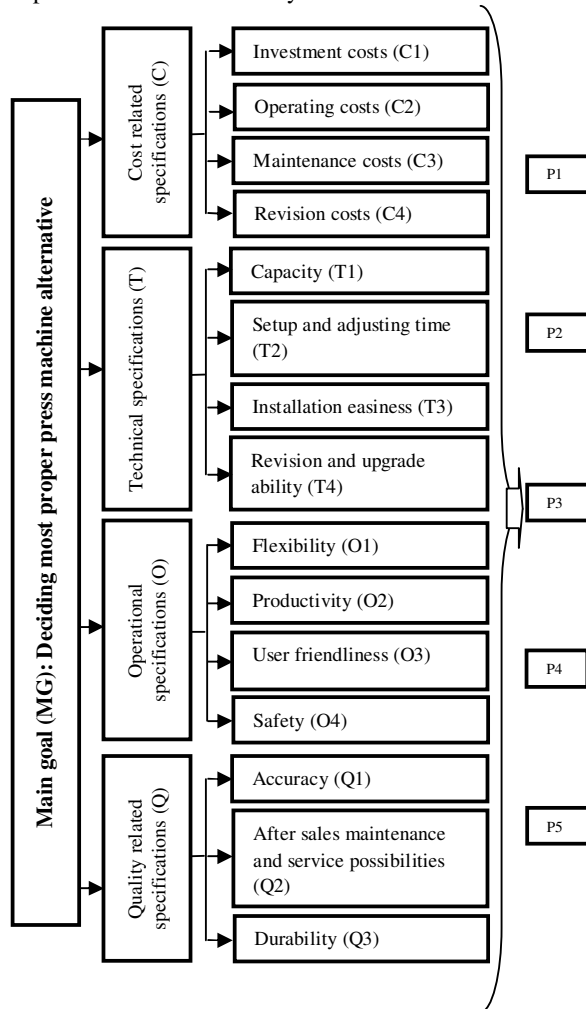 Main goal (MG): Deciding most proper press machine alternative
Cost related
specifications (C)
Investment costs (C1)
Operating costs (C2)
Maintenance costs (C3)
Revision costs (C4)
Technical specifications (T)
Capacity (T1)
Setup and adjusting time
(T2)
Installation easiness (T3)
Revision and upgrade
ability (T4)
Operational
specifications (O)
Flexibility (O1)
Productivity (O2)
User friendliness (O3)
Safety (O4)
Quality related
specifications (Q)
Accuracy (Q1)
After sales maintenance
and service possibilities
(Q2)
Durability (Q3)
P1
P2
P3
P4
P5